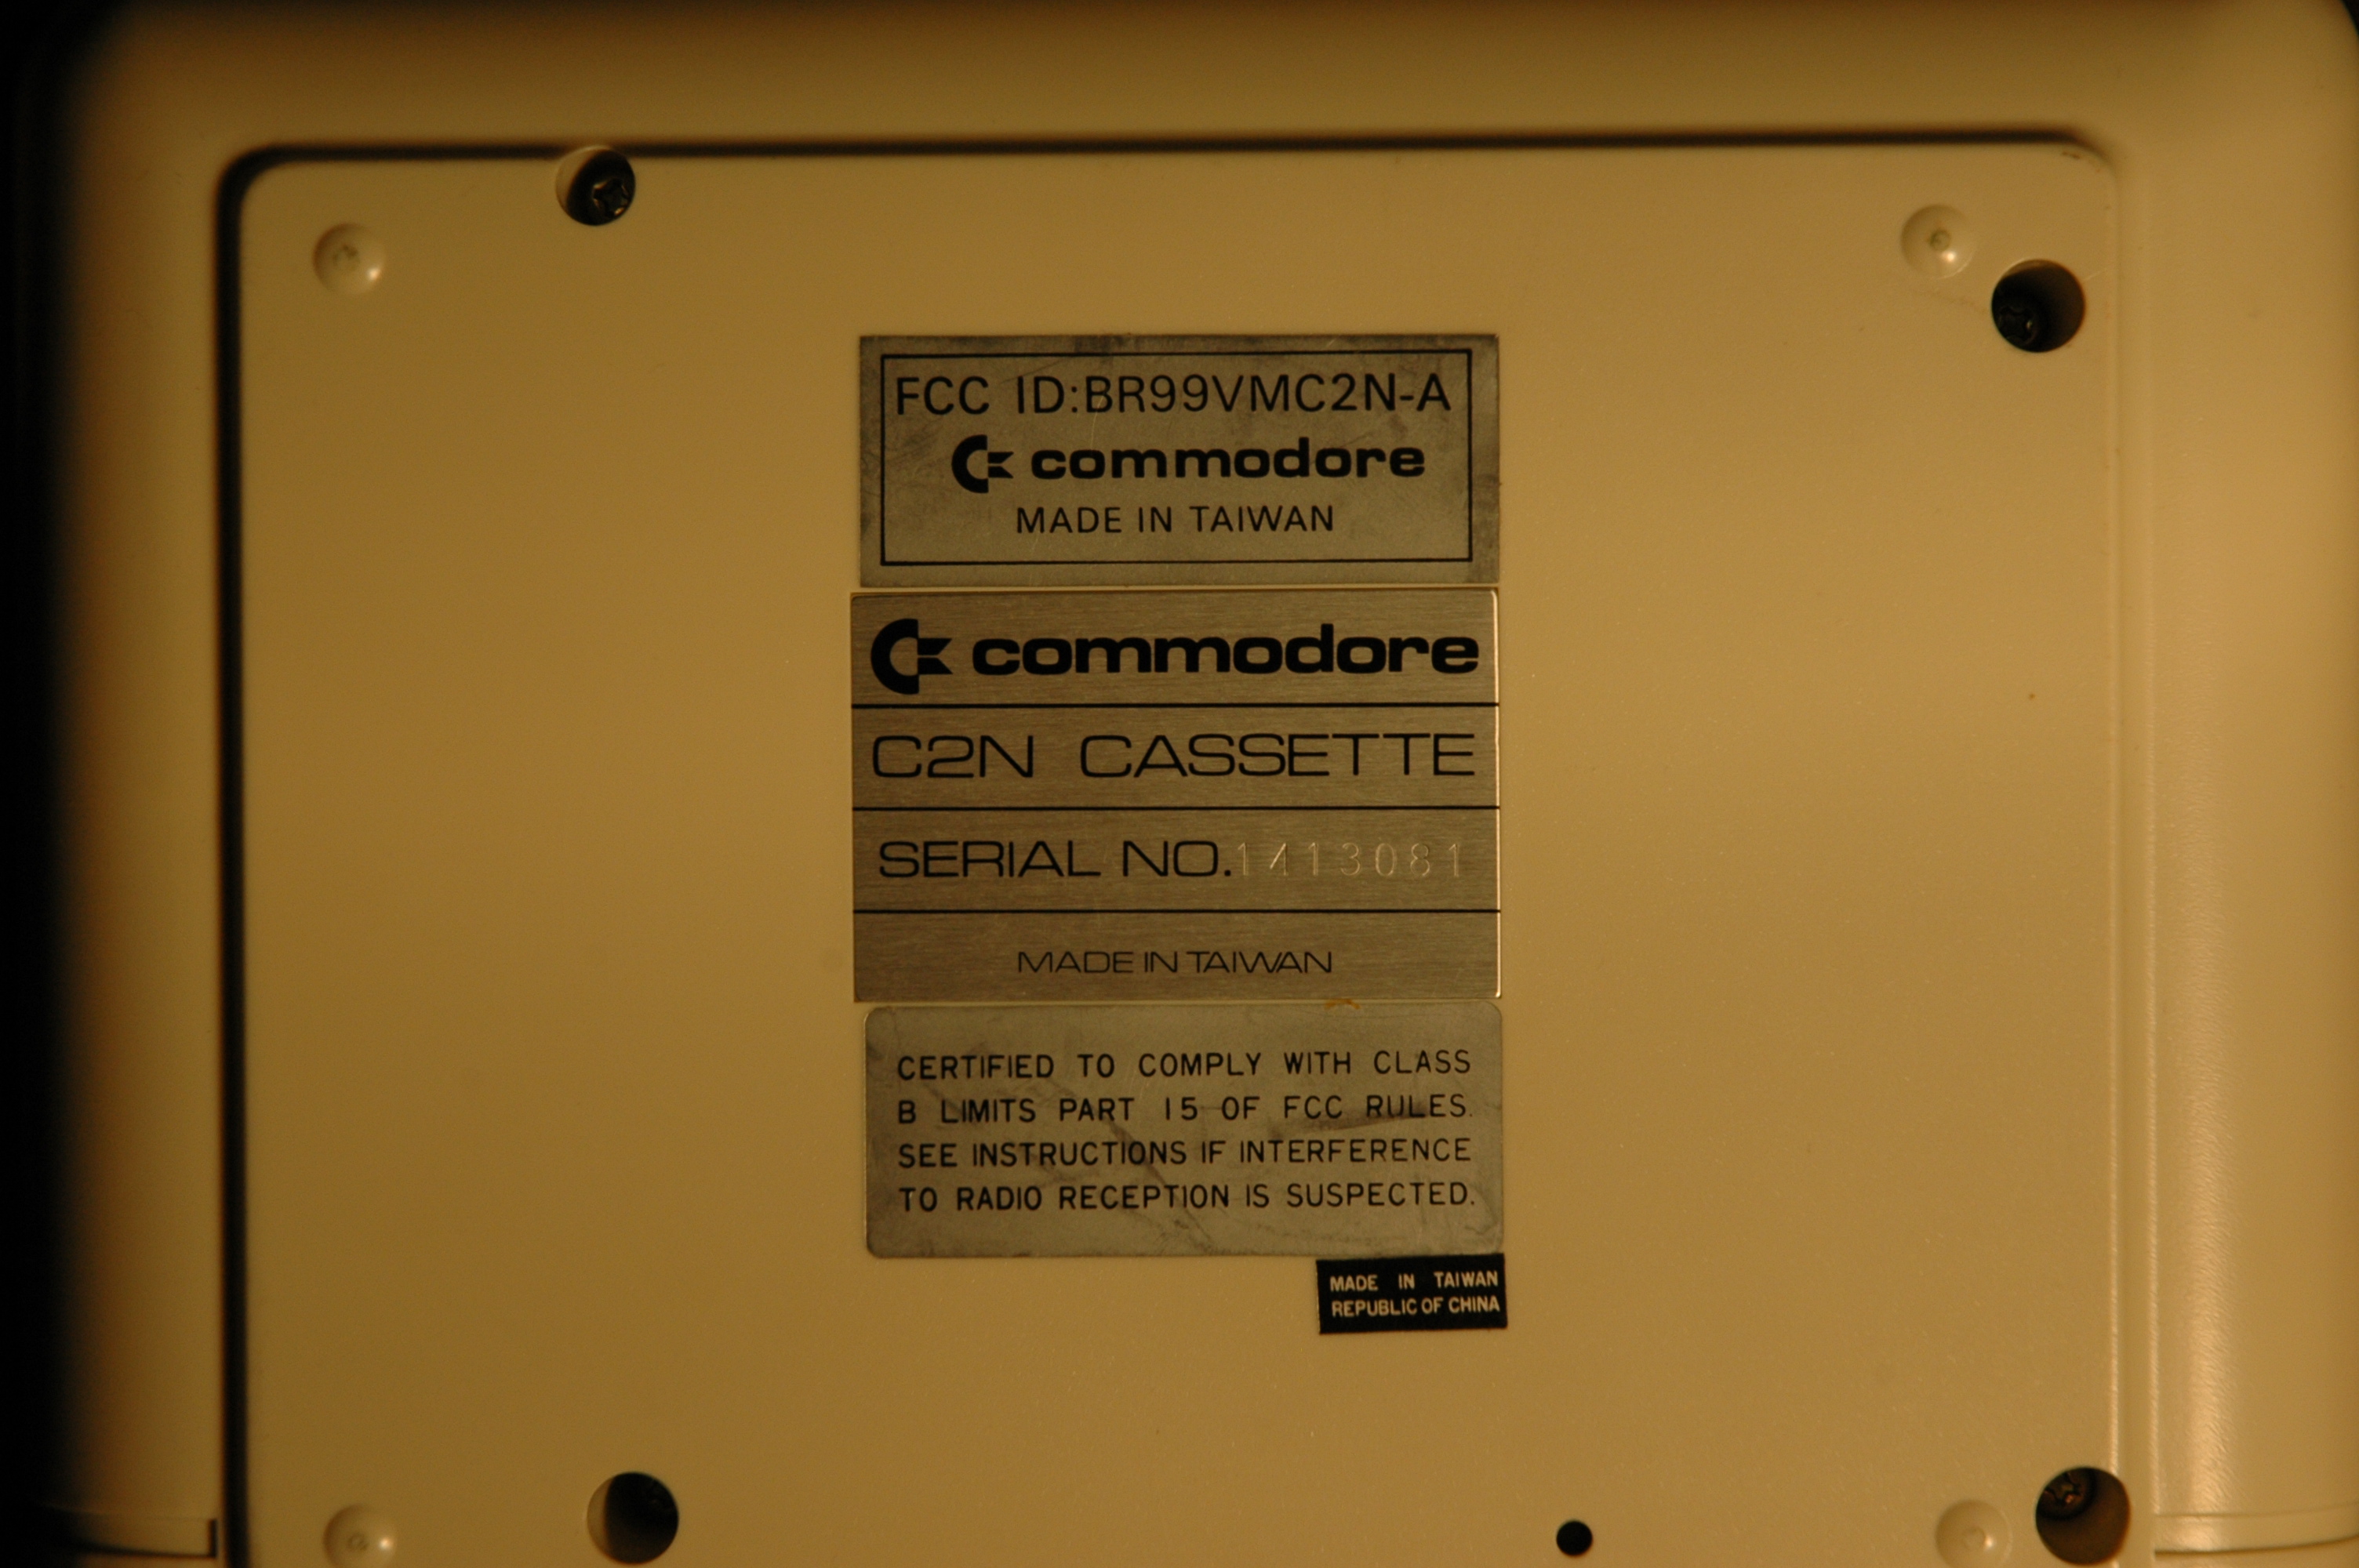 FCC ID:BR99VMC2N-A
commodore
MADE IN TAIWAN
commodore
C2N CASSETTE
SERIAL NO.1413081
MADE IN TAIWAN
CERTIFIED TO COMPLY WITH CLASS
B LIMITS PART 15 OF FCC RULES.
SEE INSTRUCTIONS IF INTERFERENCE
TO RADIO RECEPTION IS SUSPECTED.
MADE IN TAIWAN
REPUBLIC OF CHINA